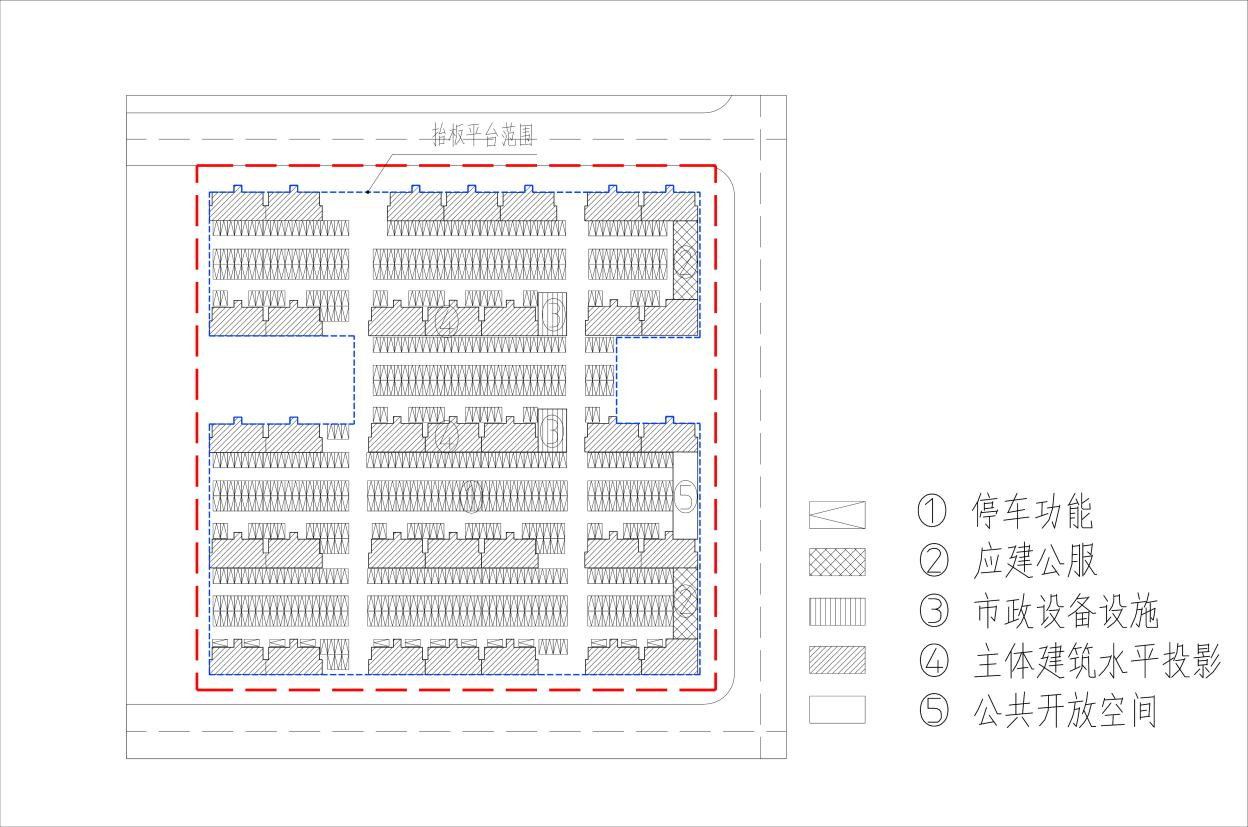 抬板平台范围
②
④
③
④
③
①
⑤
②
① 停车功能
② 应建公服
③ 市政设备设施
④ 主体建筑水平投影
⑤ 公共开放空间